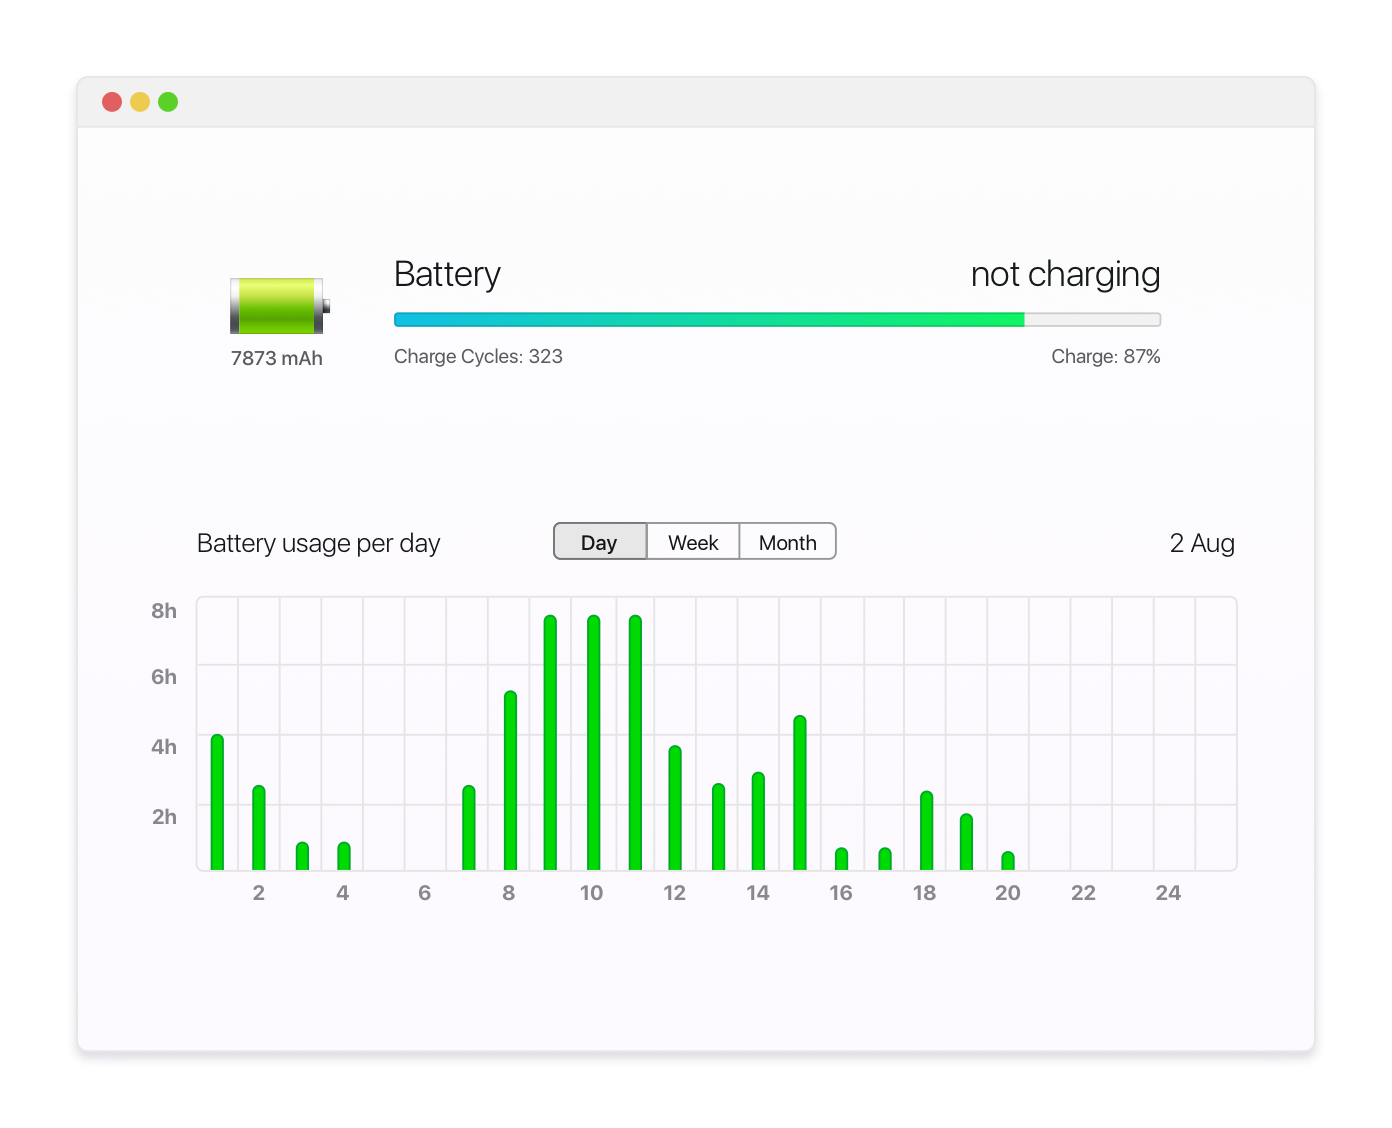 Battery
not charging
7873 mAh
Charge Cycles: 323
Charge: 87%
Battery usage per day
Day
Week
Month
2 Aug
8h
6h
4h
2h
2 4 6 8 10 12 14 16 18 20 22 24